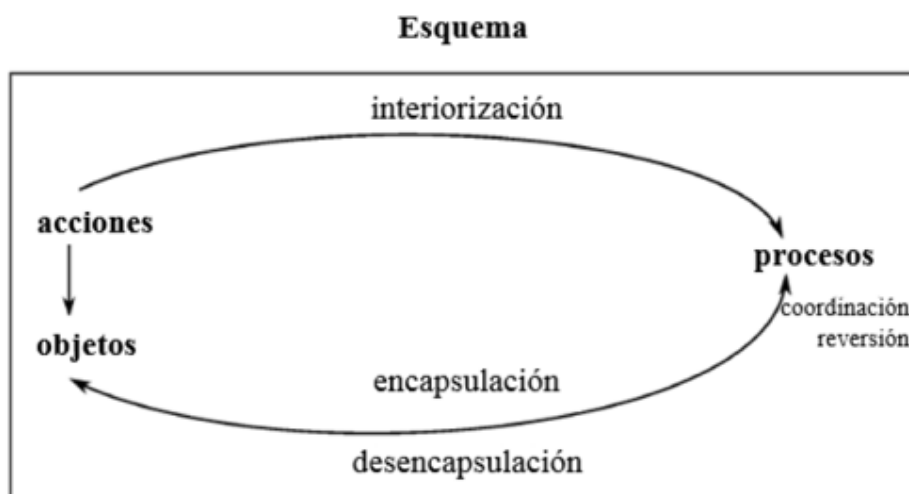 Esquema
interiorización
acciones
procesos
coordinación
reversión
objetos
encapsulación
desencapsulación